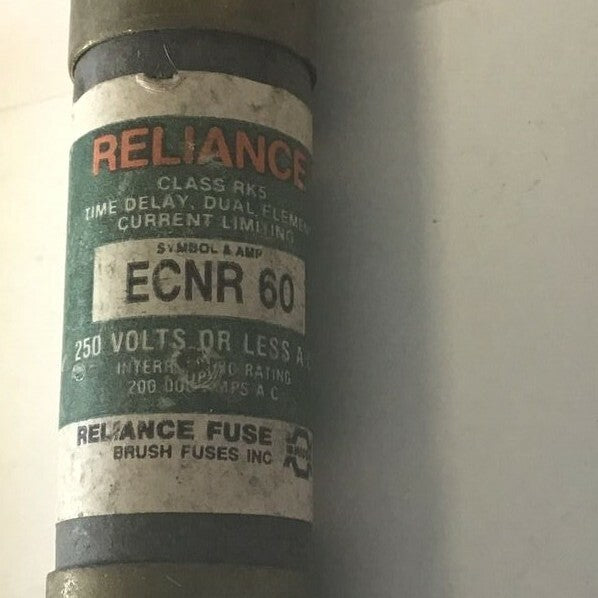 RELIANCE
CLASS RK5
TIME DELAY, DUAL ELEMEN
CURRENT LIMITING
SYMBOL & AMP
ECNR 60
250 VOLTS OR LESS A
RATING
AMPS A C
RELIANCE FUSE
BRUSH FUSES INC